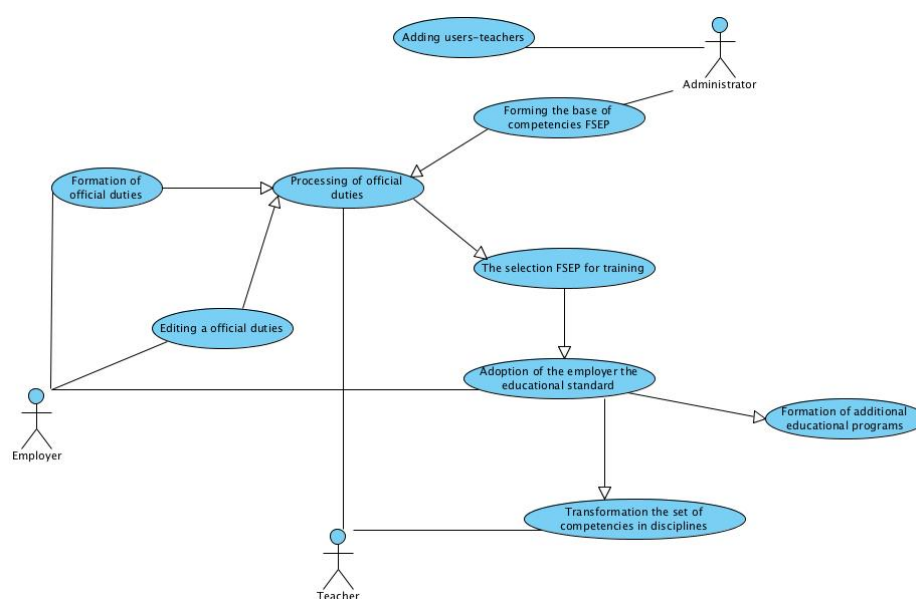 Adding users-teachers
Administrator
Forming the base of
competencies FSEP
Formation of
official duties
Processing of official
duties
The selection FSEP for training
Editing a official duties
Adoption of the employer the
educational standard
Formation of additional
educational programs
Employer
Transformation the set of
competencies in disciplines
Teacher